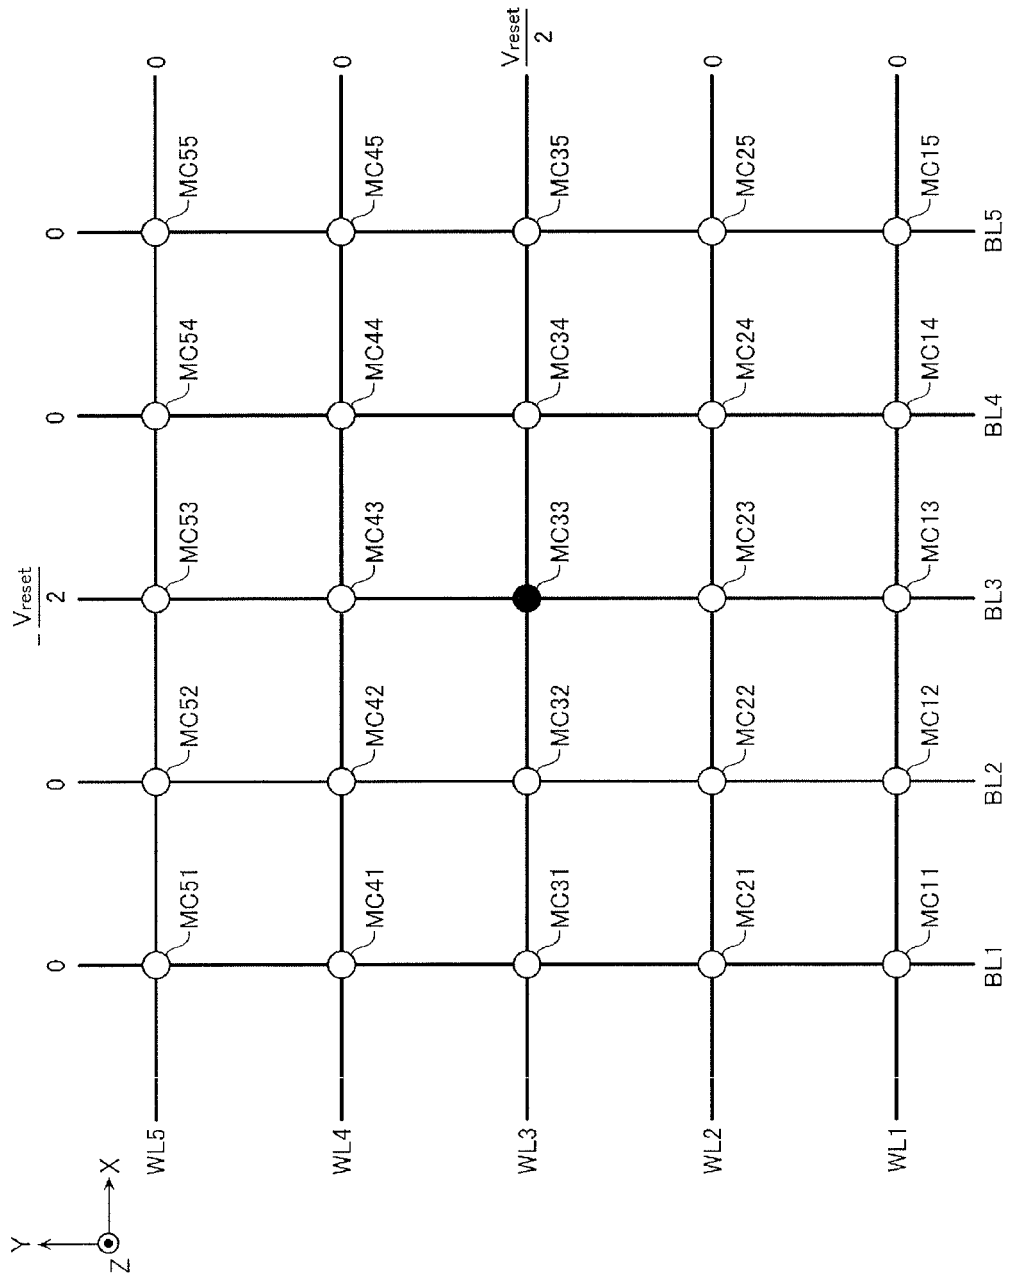 Y
X
Z
− Vreset
2
0 0 0 0
MC51 MC52 MC53 MC54 MC55
WL5 0
MC41 MC42 MC43 MC44 MC45
WL4 0
MC31 MC32 MC33 MC34 MC35
WL3
Vreset
2
MC21 MC22 MC23 MC24 MC25
WL2 0
MC11 MC12 MC13 MC14 MC15
WL1 0
BL1 BL2 BL3 BL4 BL5